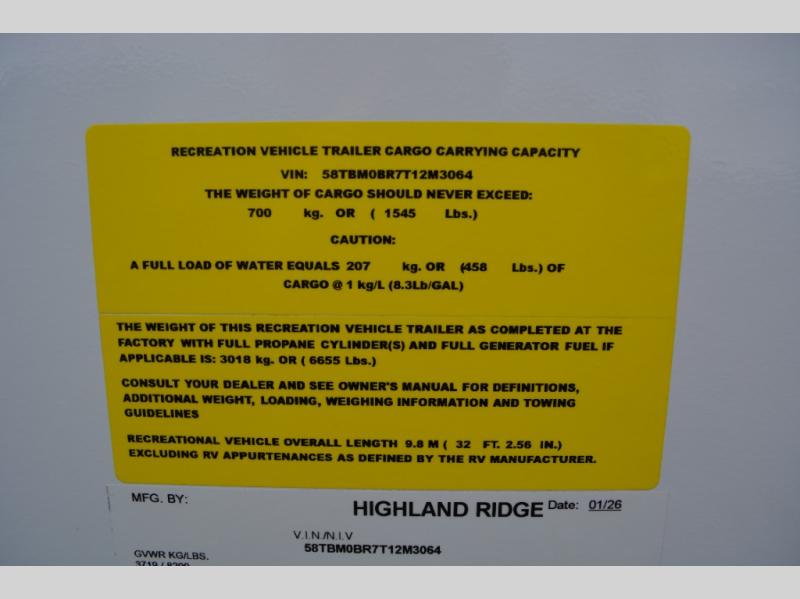 RECREATION VEHICLE TRAILER CARGO CARRYING CAPACITY
VIN: 58TBM0BR7T12M3064
THE WEIGHT OF CARGO SHOULD NEVER EXCEED:
700 kg. OR ( 1545 Lbs.)
CAUTION:
A FULL LOAD OF WATER EQUALS 207 kg. OR (458 Lbs.) OF
CARGO @ 1 kg/L (8.3Lb/GAL)
THE WEIGHT OF THIS RECREATION VEHICLE TRAILER AS COMPLETED AT THE
FACTORY WITH FULL PROPANE CYLINDER(S) AND FULL GENERATOR FUEL IF
APPLICABLE IS: 3018 kg. OR ( 6655 Lbs.)
CONSULT YOUR DEALER AND SEE OWNER'S MANUAL FOR DEFINITIONS,
ADDITIONAL WEIGHT, LOADING, WEIGHING INFORMATION AND TOWING
GUIDELINES
RECREATIONAL VEHICLE OVERALL LENGTH 9.8 M ( 32 FT. 2.56 IN.)
EXCLUDING RV APPURTENANCES AS DEFINED BY THE RV MANUFACTURER.
MFG. BY: HIGHLAND RIDGE Date: 01/26
V.I.N./N.I.V
58TBM0BR7T12M3064
GVWR KG/LBS.